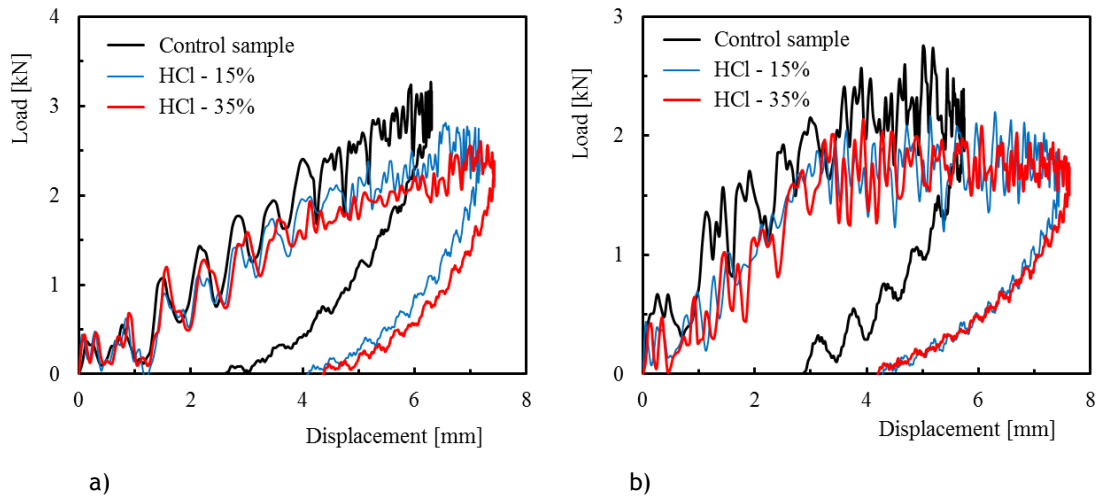 4
3
2
1
0
Load [kN]
Control sample
HCl - 15%
HCl - 35%
0 2 4 6 8
Displacement [mm]
a)
3
2
1
0
Load [kN]
Control sample
HCl - 15%
HCl - 35%
0 2 4 6 8
Displacement [mm]
b)